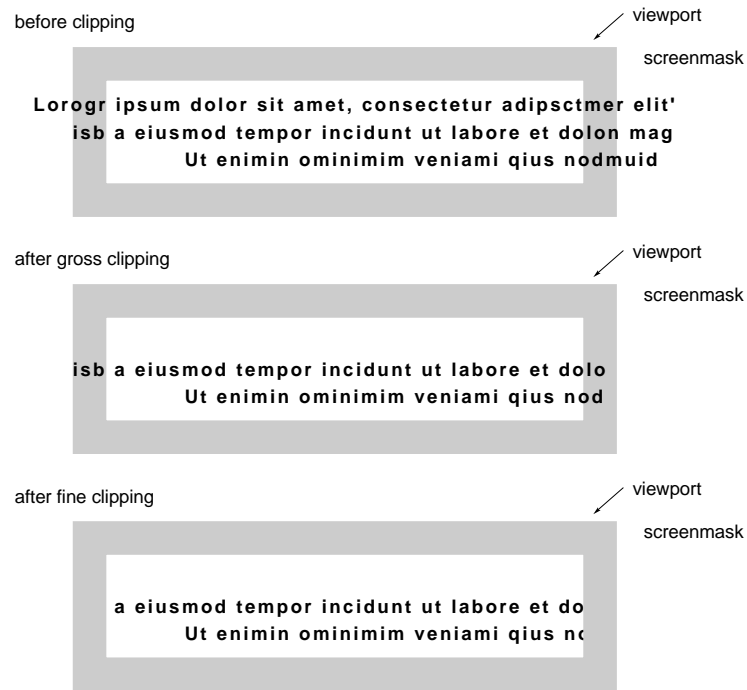 before clipping
viewport
screenmask
Lorogr ipsum dolor sit amet, consectetur adipsctmer elit'
isb a eiusmod tempor incidunt ut labore et dolon mag
Ut enimin ominimim veniami qius nodmuid
after gross clipping
viewport
screenmask
isb a eiusmod tempor incidunt ut labore et dolo
Ut enimin ominimim veniami qius nod
after fine clipping
viewport
screenmask
a eiusmod tempor incidunt ut labore et do
Ut enimin ominimim veniami qius no